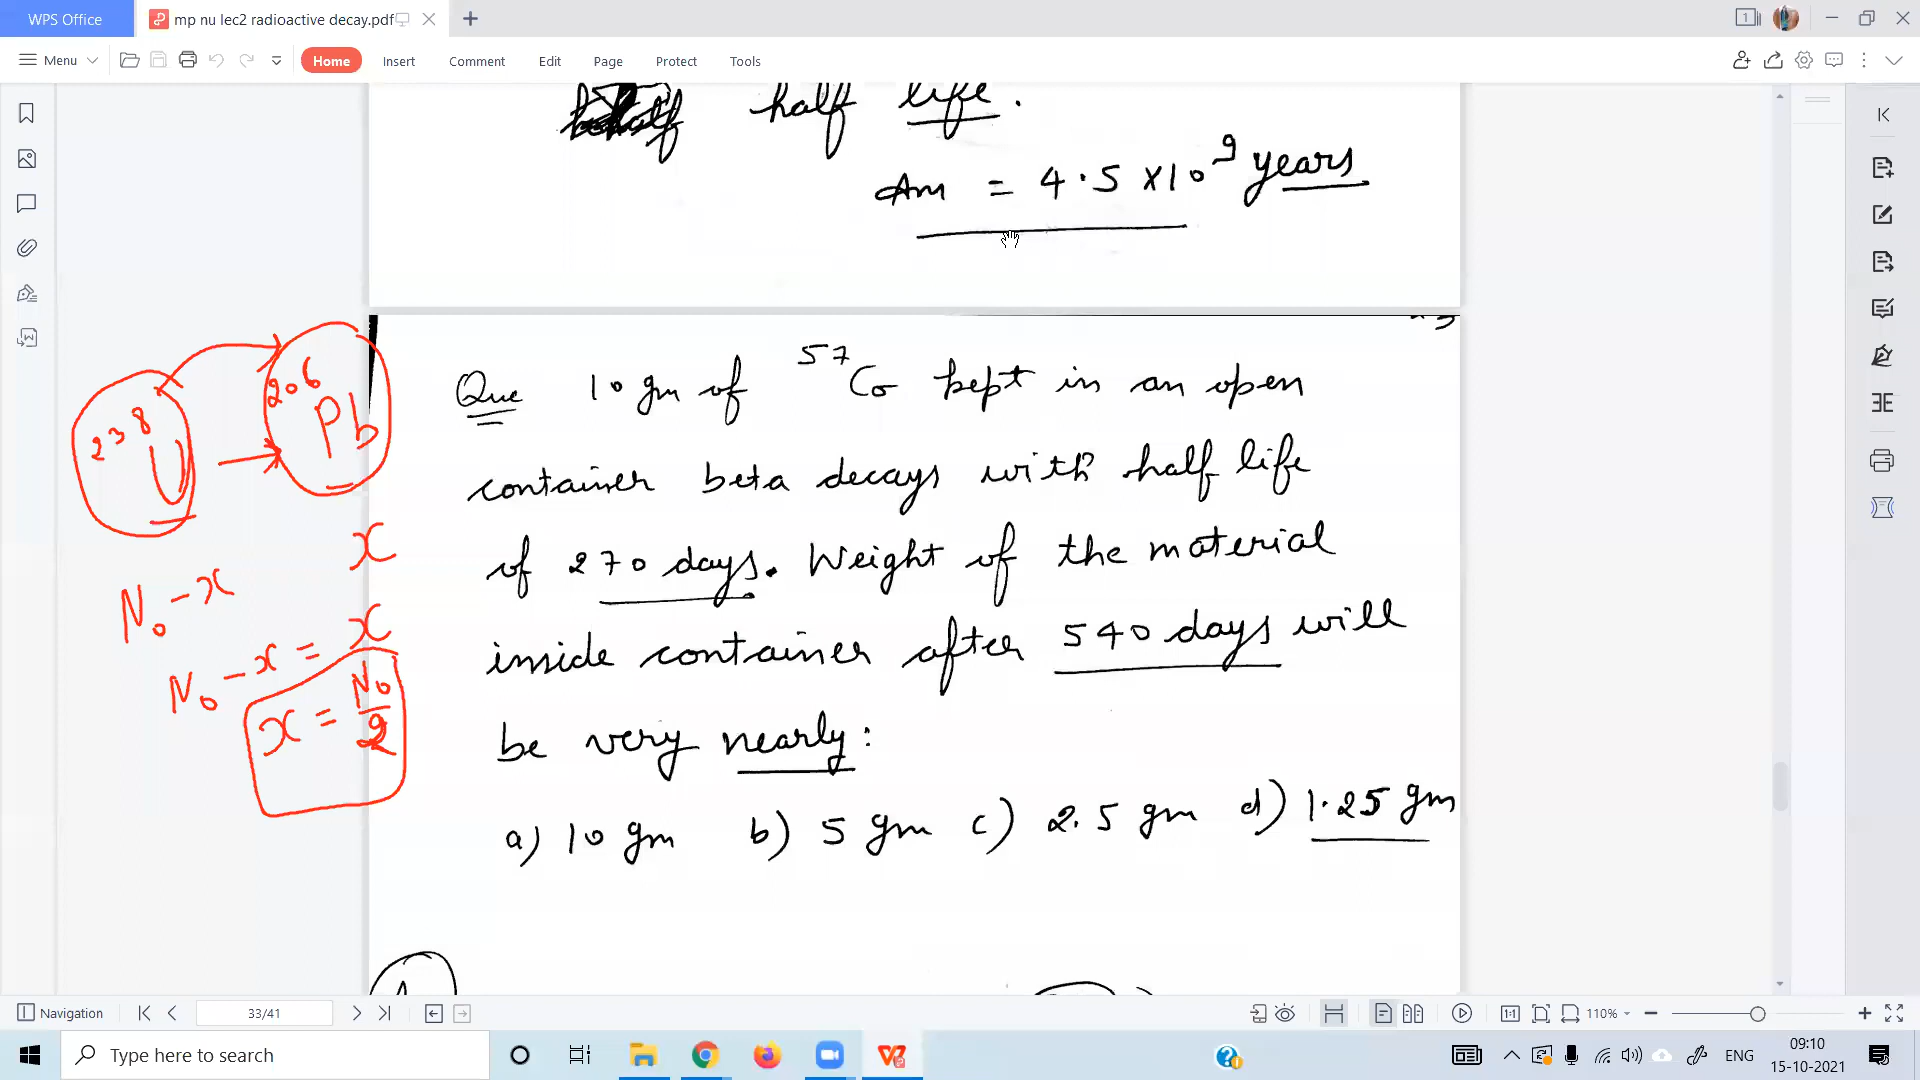 WPS Office
mp nu lec2 radioactive decay.pdf
Menu
Home
Insert
Comment
Edit
Page
Protect
Tools
half life.
Ans = 4.5 x10^9 years
Que 10 gm of ^57Co kept in an open
container beta decays with half life
of 270 days. Weight of the material
inside container after 540 days will
be very nearly:
a) 10 gm b) 5 gm c) 2.5 gm d) 1.25 gm
238 U
206 Pb
x
N0 - x
N0 - x = x
x = N0/2
Navigation
33/41
110%
Type here to search
ENG
09:10
15-10-2021